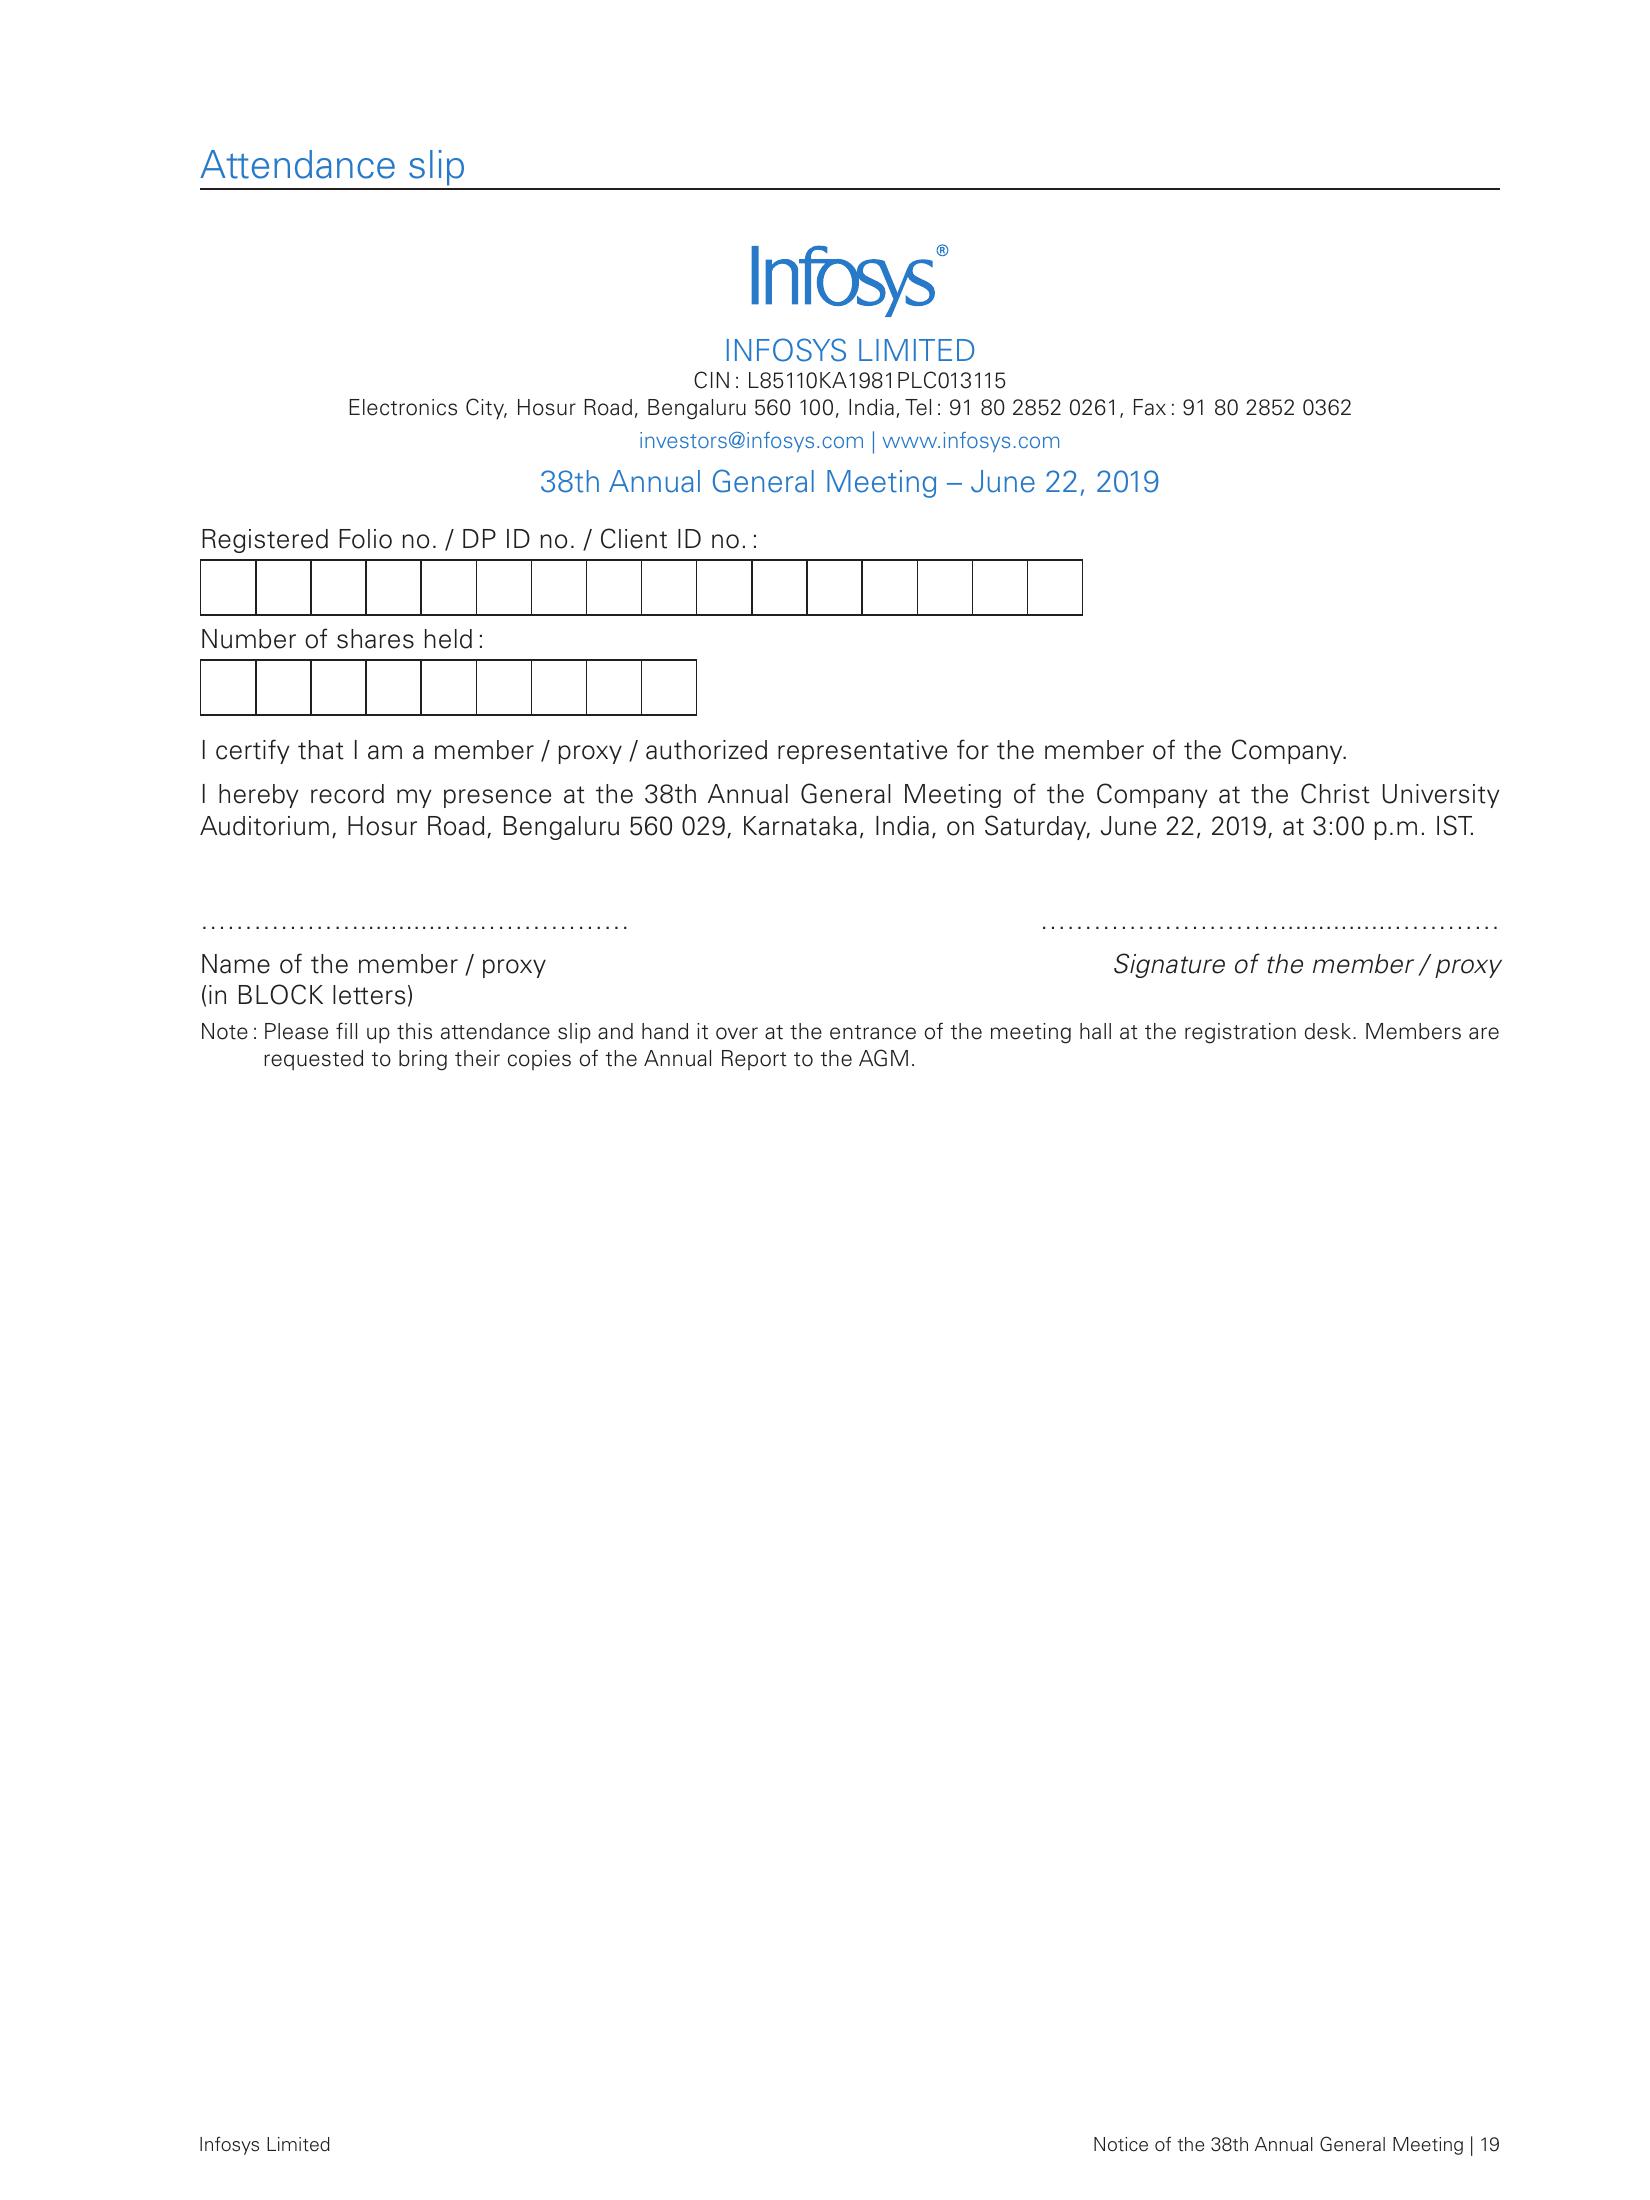 Attendance slip
Infosys®
INFOSYS LIMITED
CIN : L85110KA1981PLC013115
Electronics City, Hosur Road, Bengaluru 560 100, India, Tel : 91 80 2852 0261, Fax : 91 80 2852 0362
investors@infosys.com | www.infosys.com
38th Annual General Meeting – June 22, 2019
Registered Folio no. / DP ID no. / Client ID no. :
Number of shares held :
I certify that I am a member / proxy / authorized representative for the member of the Company.
I hereby record my presence at the 38th Annual General Meeting of the Company at the Christ University
Auditorium, Hosur Road, Bengaluru 560 029, Karnataka, India, on Saturday, June 22, 2019, at 3:00 p.m. IST.
Name of the member / proxy
(in BLOCK letters)
Signature of the member / proxy
Note : Please fill up this attendance slip and hand it over at the entrance of the meeting hall at the registration desk. Members are
requested to bring their copies of the Annual Report to the AGM.
Infosys Limited
Notice of the 38th Annual General Meeting | 19